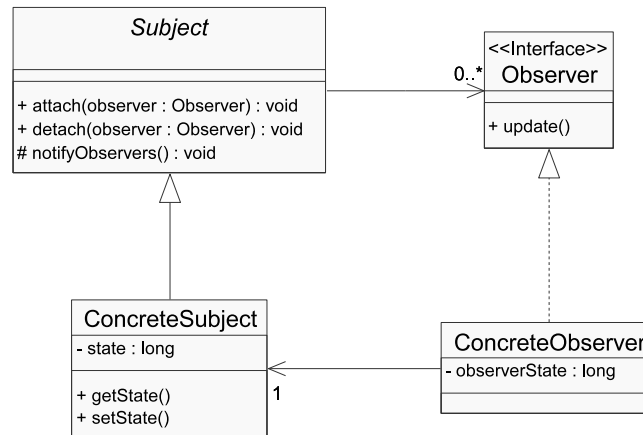 Subject
+ attach(observer : Observer) : void
+ detach(observer : Observer) : void
# notifyObservers() : void
0..*
<<Interface>>
Observer
+ update()
ConcreteSubject
- state : long
+ getState()
+ setState()
1
ConcreteObserver
- observerState : long